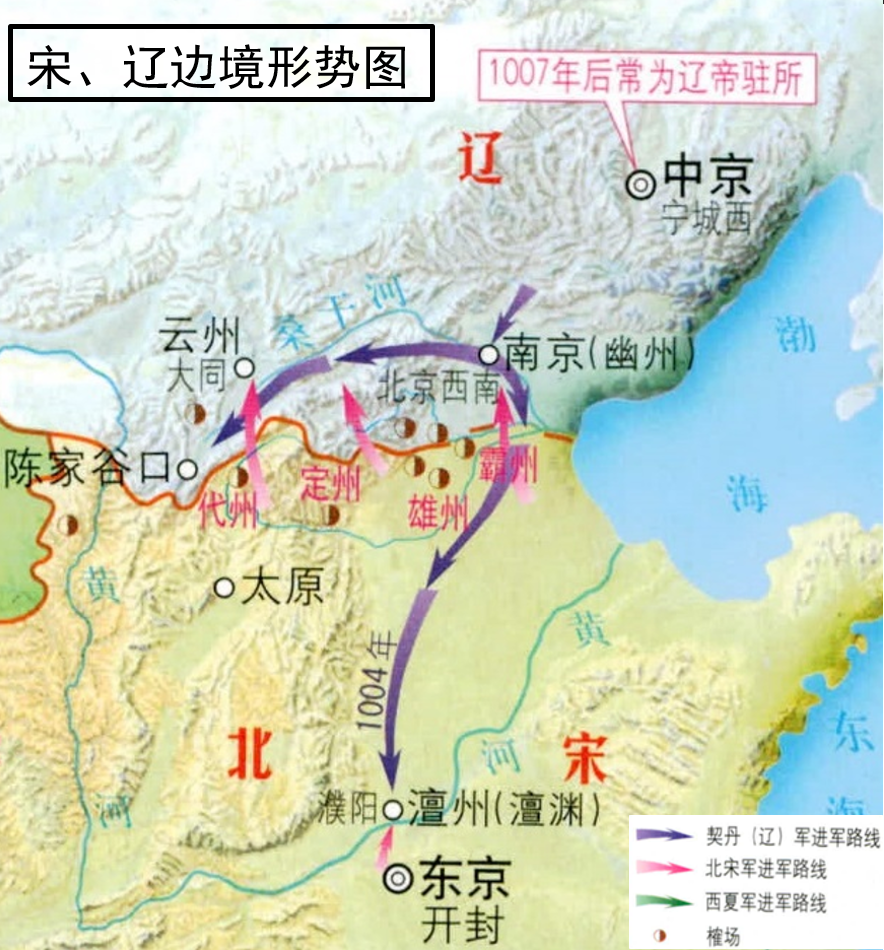 宋、辽边境形势图
1007年后常为辽帝驻所
辽
中京
宁城西
桑干河
渤
海
云州
大同
南京(幽州)
北京西南
陈家谷口
代州
定州
雄州
霸州
太原
黄
河
黄
河
1004年
北
宋
东
海
濮阳
澶州(澶渊)
东京
开封
契丹（辽）军进军路线
北宋军进军路线
西夏军进军路线
榷场